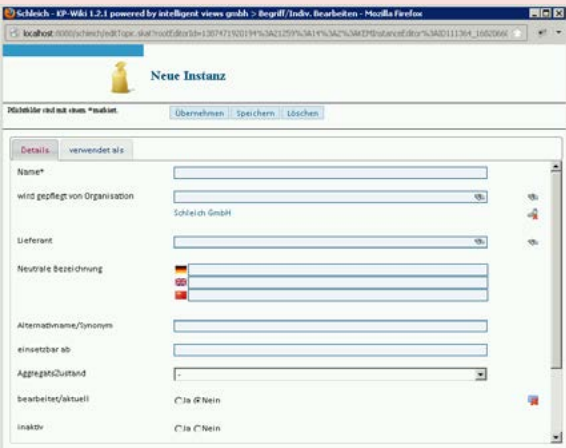 Schleich - KP-Wiki 1.2.1 powered by intelligent views gmbh > Begriff/Indiv. Bearbeiten - Mozilla Firefox
Neue Instanz
Pflichtfelder sind mit einem *markiert.
Übernehmen Speichern Löschen
Details verwendet als
Name*
wird gepflegt von Organisation
Schleich GmbH
Lieferant
Neutrale Bezeichnung
Alternativname/Synonym
einsetzbar ab
AggregatsZustand
-
bearbeitet/aktuell
Ja Nein
Inaktiv
Ja Nein